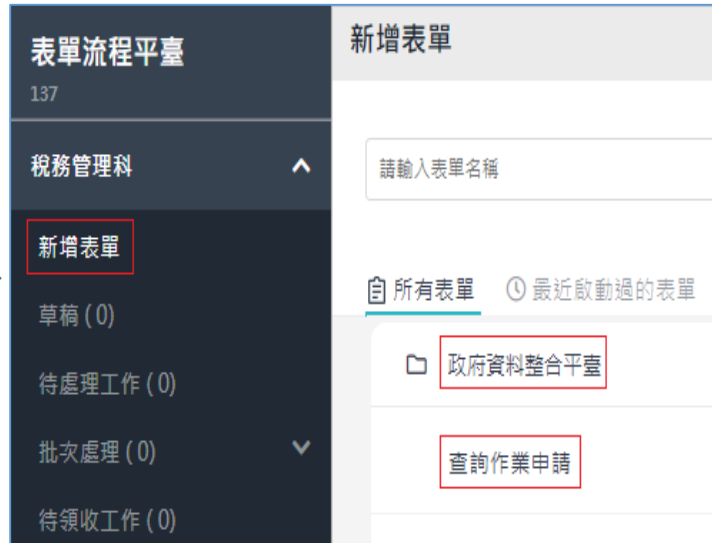 表單流程平臺
137
稅務管理科
新增表單
草稿 ( 0)
待處理工作 ( 0)
批次處理 ( 0)
待領收工作 ( 0)
新增表單
請輸入表單名稱
所有表單 最近啟動過的表單
政府資料整合平臺
查詢作業申請